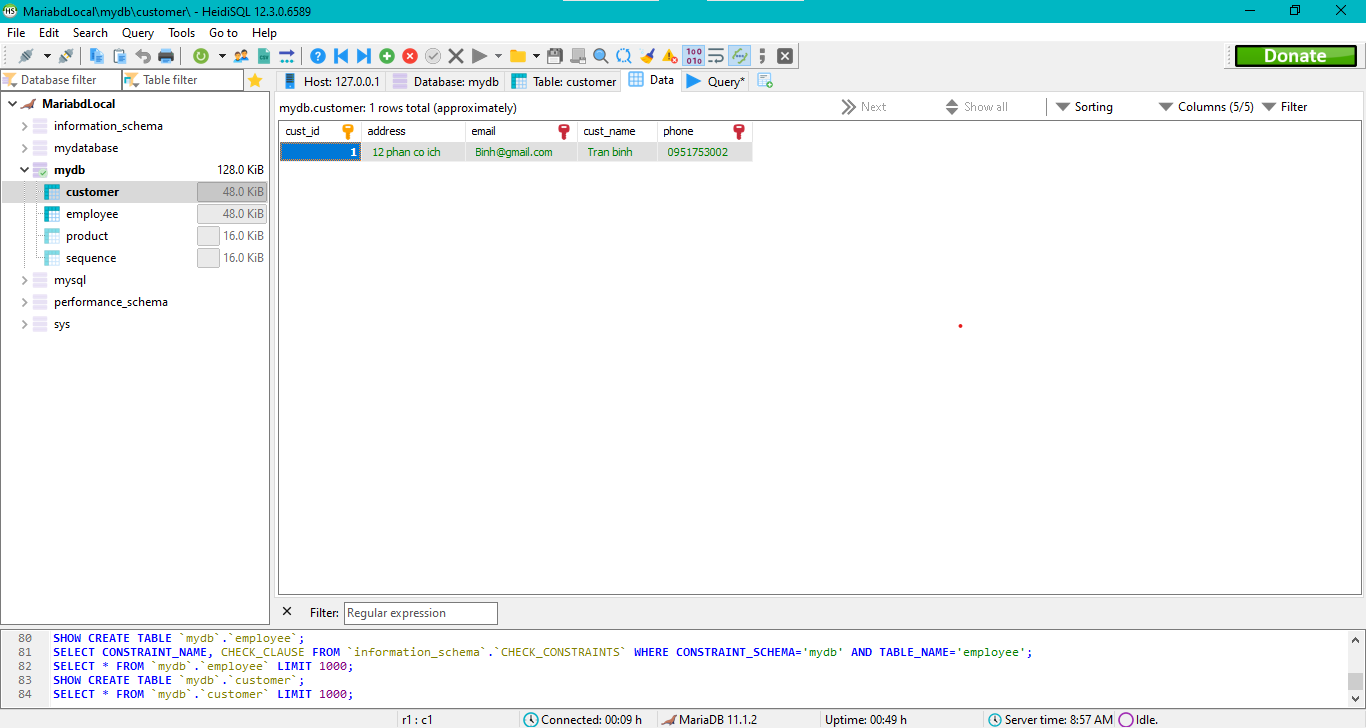 MariabdLocal\mydb\customer\ - HeidiSQL 12.3.0.6589
File Edit Search Query Tools Go to Help
Donate
Database filter Table filter Host: 127.0.0.1 Database: mydb Table: customer Data Query*
MariabdLocal
information_schema
mydatabase
mydb 128.0 KiB
customer 48.0 KiB
employee 48.0 KiB
product 16.0 KiB
sequence 16.0 KiB
mysql
performance_schema
sys
mydb.customer: 1 rows total (approximately) Next Show all Sorting Columns (5/5) Filter
cust_id address email cust_name phone
1 12 phan co ich Binh@gmail.com Tran binh 0951753002
Filter: Regular expression
80 SHOW CREATE TABLE `mydb`.`employee`;
81 SELECT CONSTRAINT_NAME, CHECK_CLAUSE FROM `information_schema`.`CHECK_CONSTRAINTS` WHERE CONSTRAINT_SCHEMA='mydb' AND TABLE_NAME='employee';
82 SELECT * FROM `mydb`.`employee` LIMIT 1000;
83 SHOW CREATE TABLE `mydb`.`customer`;
84 SELECT * FROM `mydb`.`customer` LIMIT 1000;
r1 : c1 Connected: 00:09 h MariaDB 11.1.2 Uptime: 00:49 h Server time: 8:57 AM Idle.